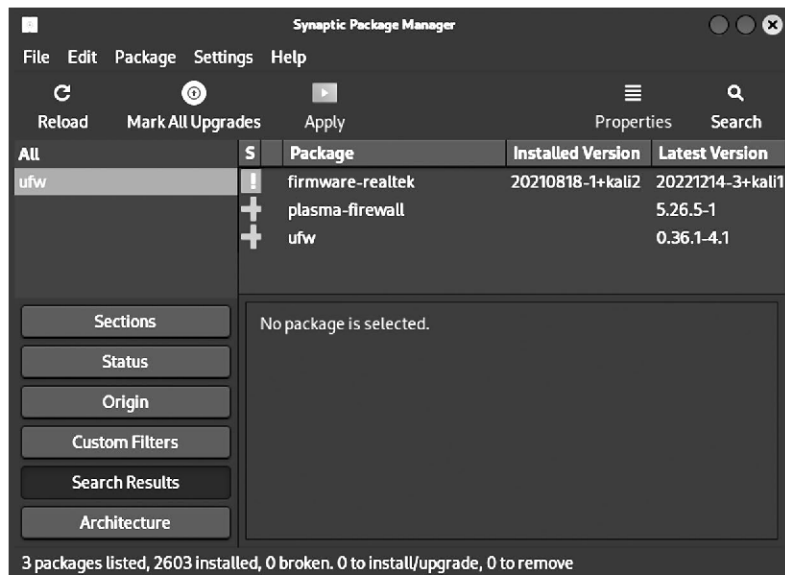 Synaptic Package Manager
File Edit Package Settings Help
Reload Mark All Upgrades Apply Properties Search
All S Package Installed Version Latest Version
ufw ! firmware-realtek 20210818-1+kali2 20221214-3+kali1
plasma-firewall 5.26.5-1
ufw 0.36.1-4.1
Sections
No package is selected.
Status
Origin
Custom Filters
Search Results
Architecture
3 packages listed, 2603 installed, 0 broken. 0 to install/upgrade, 0 to remove